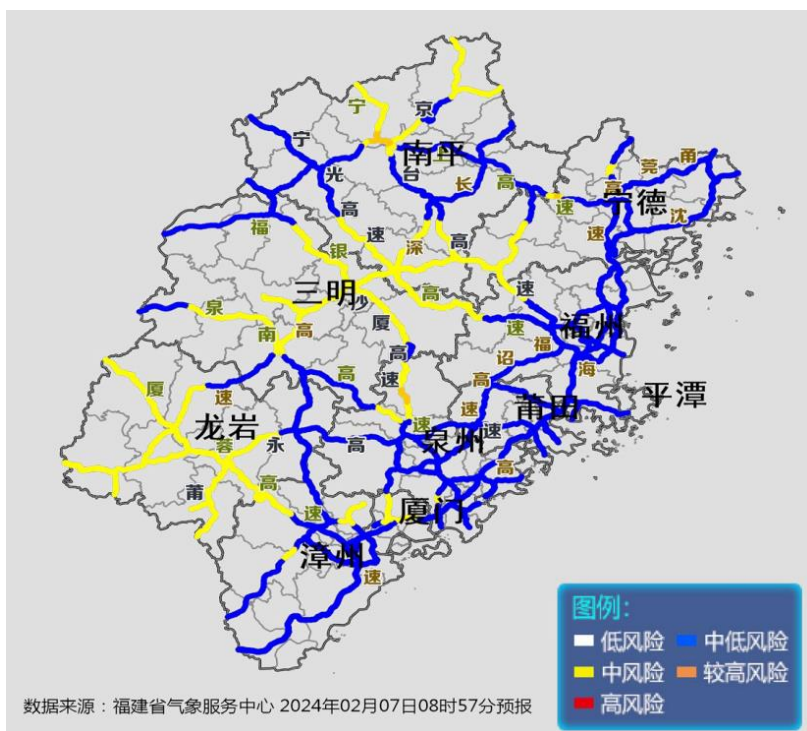 宁
京
南平
宁
光
台
长
高
高
莞
甬
宁德
沈
高
速
速
福
速
高
银
深
高
三明
沙
高
速
泉
厦
速
福州
南
高
高
诏
福
海
厦
速
高
速
高
速
莆田
平潭
龙岩
永
高
速
泉州
速
蓉
高
莆
高
速
厦门
漳州
速
图例：
低风险 中低风险
中风险 较高风险
高风险
数据来源：福建省气象服务中心 2024年02月07日08时57分预报